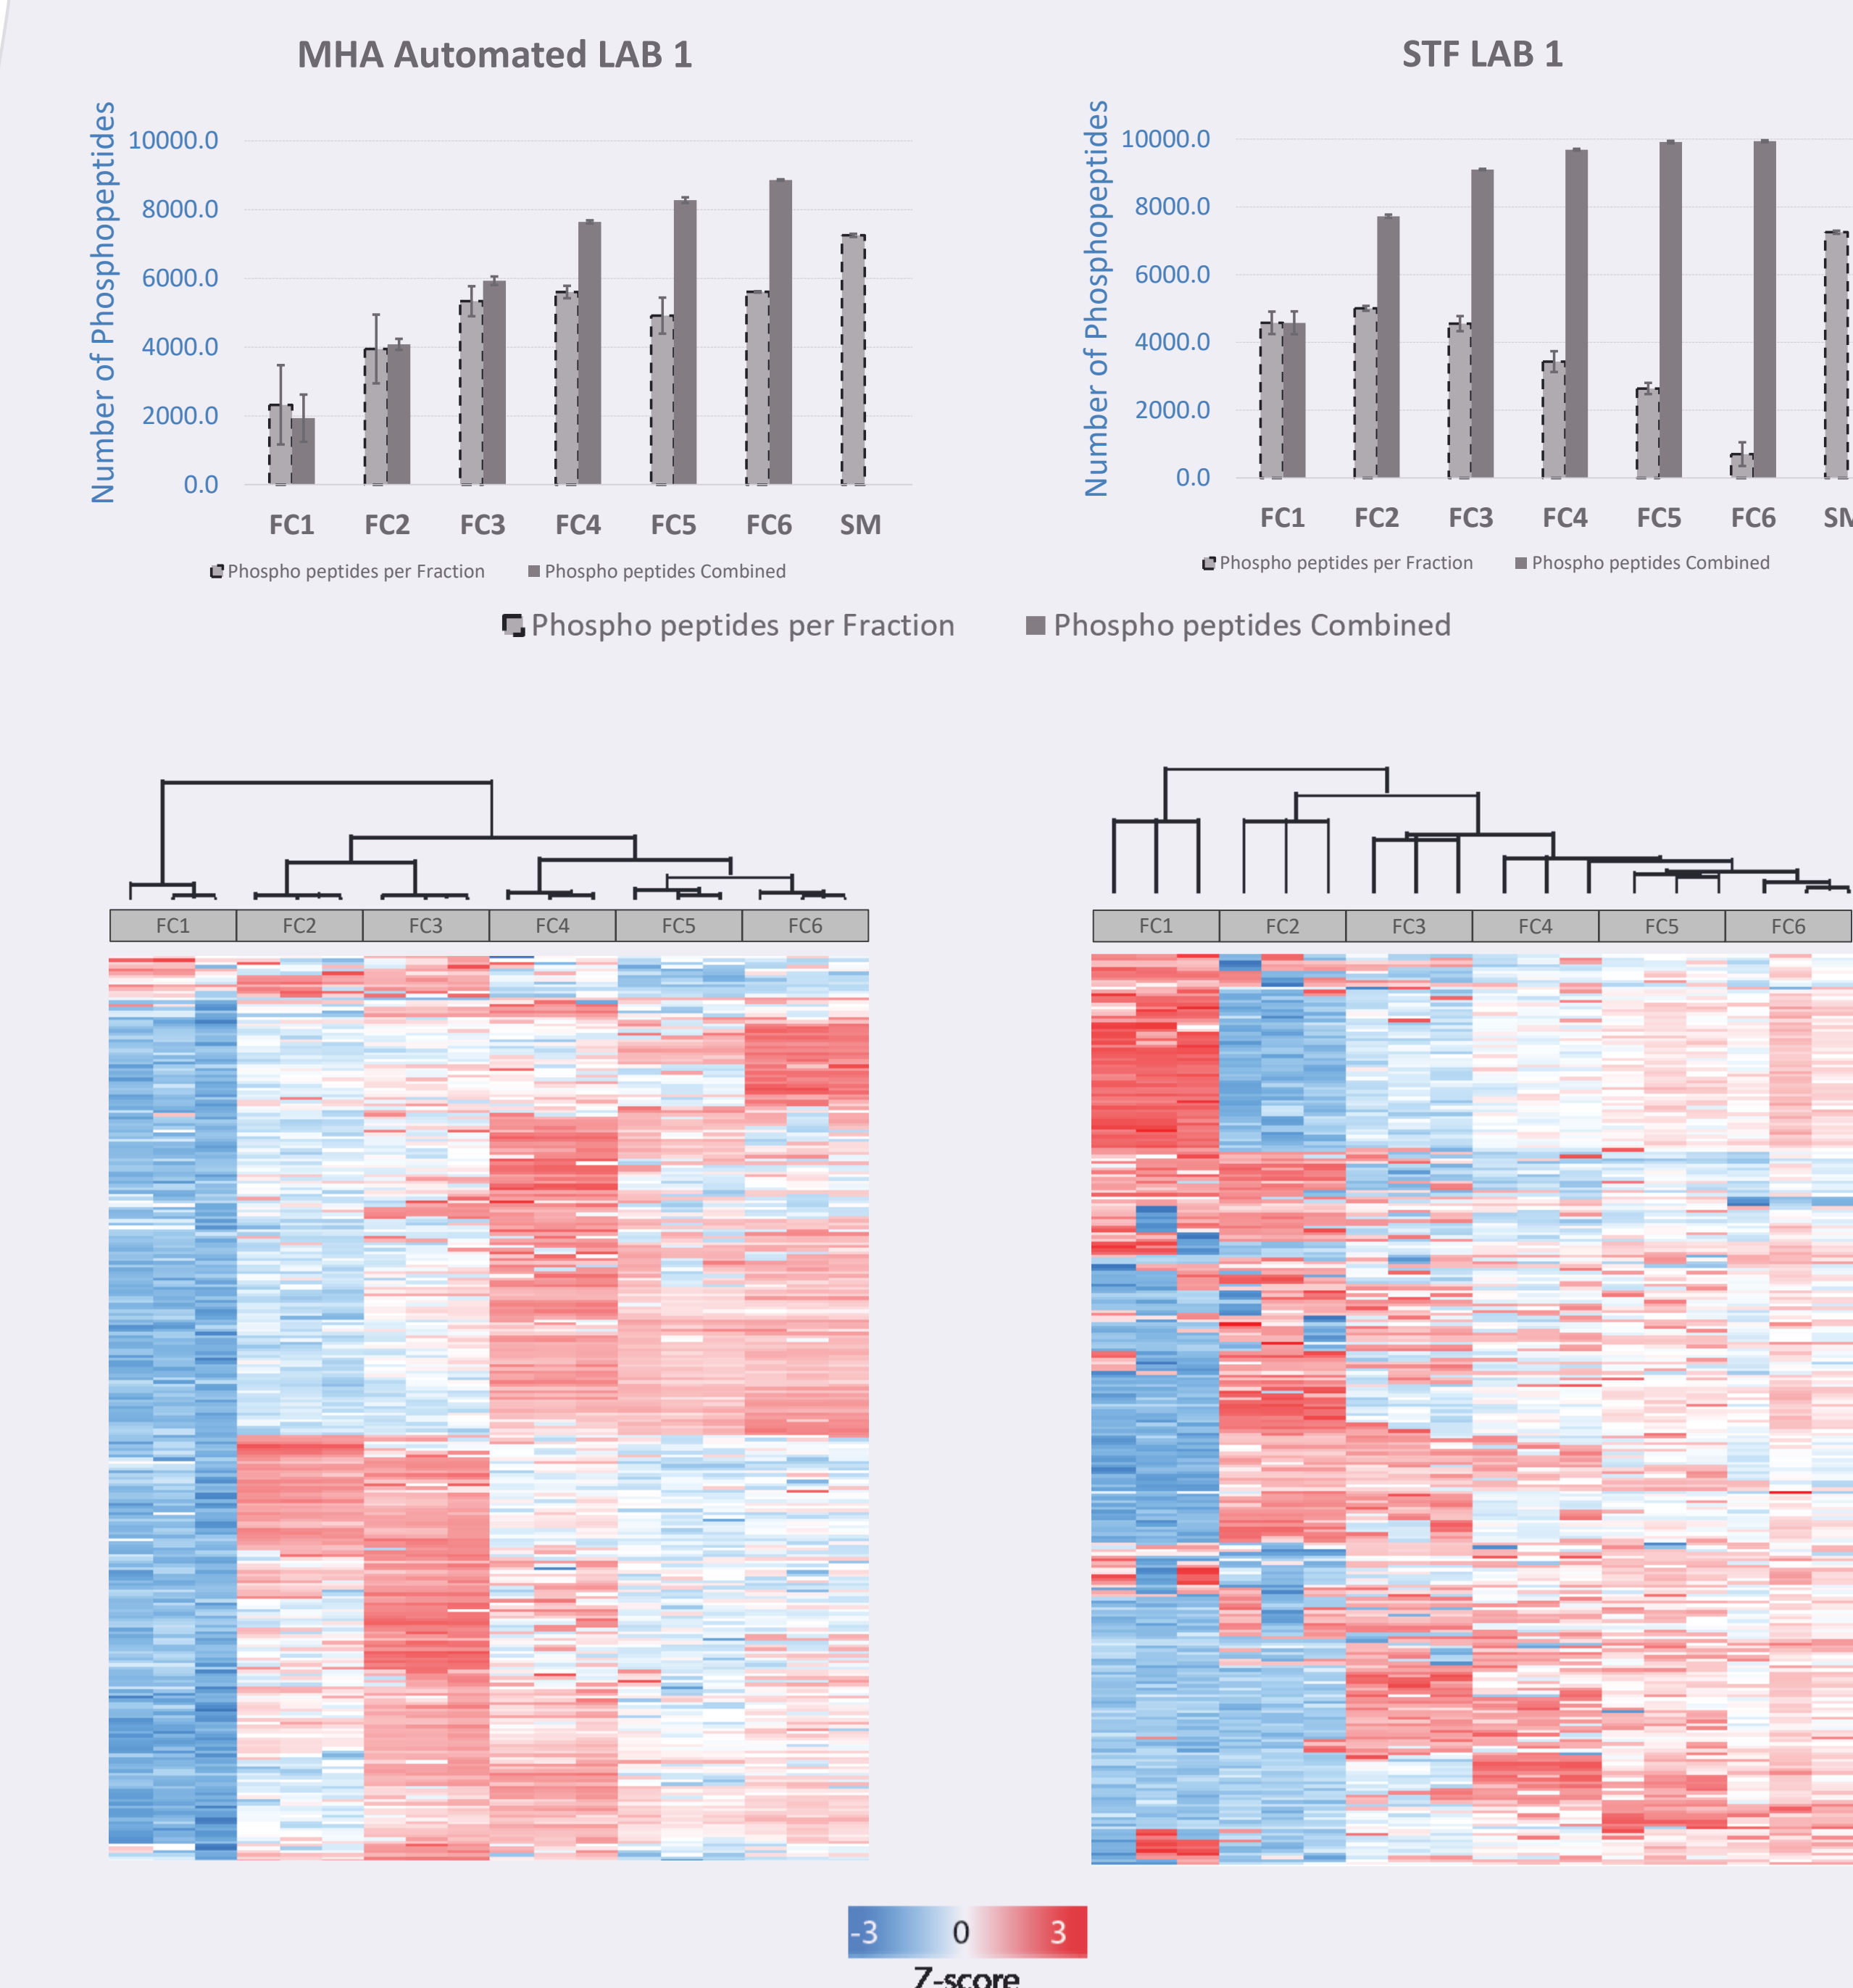 MHA Automated LAB 1
Number of Phosphopeptides
10000.0
8000.0
6000.0
4000.0
2000.0
0.0
FC1 FC2 FC3 FC4 FC5 FC6 SM
Phospho peptides per Fraction Phospho peptides Combined
STF LAB 1
Number of Phosphopeptides
10000.0
8000.0
6000.0
4000.0
2000.0
0.0
FC1 FC2 FC3 FC4 FC5 FC6 SM
Phospho peptides per Fraction Phospho peptides Combined
Phospho peptides per Fraction Phospho peptides Combined
FC1 FC2 FC3 FC4 FC5 FC6
FC1 FC2 FC3 FC4 FC5 FC6
-3 0 3
Z-score